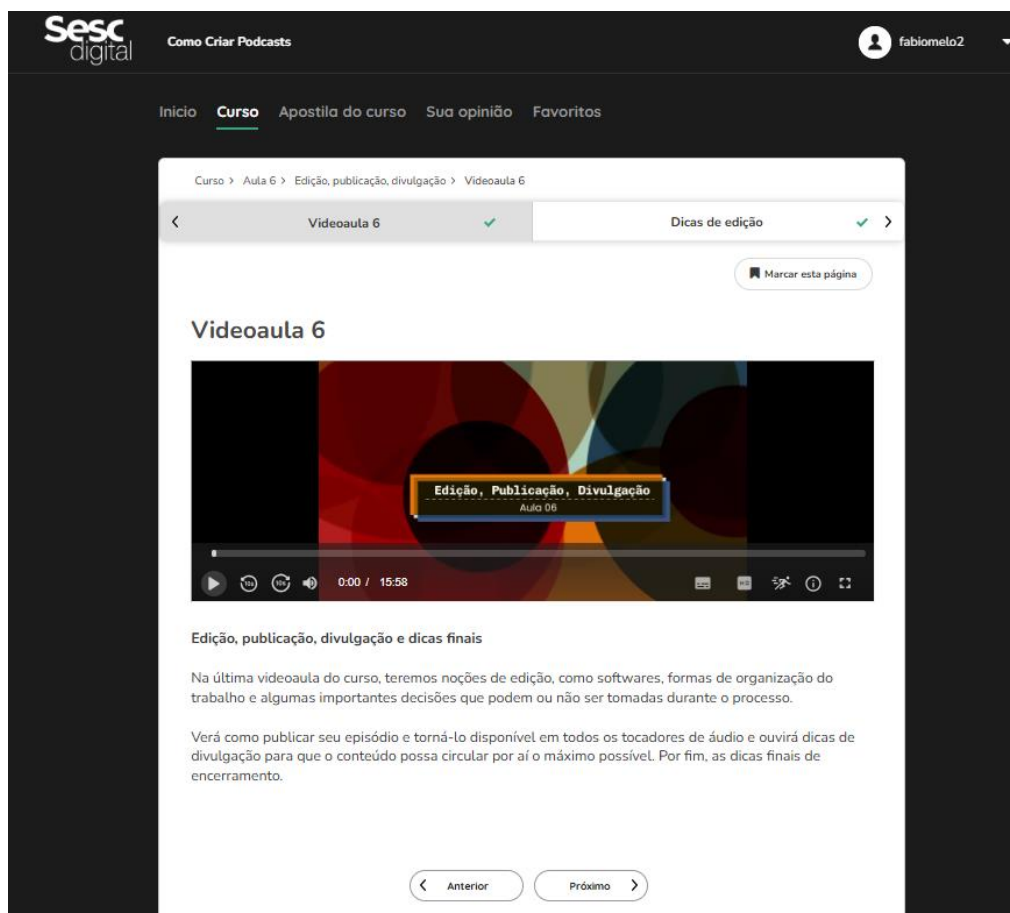 Sesc
digital
Como Criar Podcasts
fabiomelo2
Inicio Curso Apostila do curso Sua opinião Favoritos
Curso > Aula 6 > Edição, publicação, divulgação > Videoaula 6
Videoaula 6
Dicas de edição
Marcar esta página
Videoaula 6
Edição, Publicação, Divulgação
Aula 06
0:00 / 15:58
Edição, publicação, divulgação e dicas finais
Na última videoaula do curso, teremos noções de edição, como softwares, formas de organização do
trabalho e algumas importantes decisões que podem ou não ser tomadas durante o processo.
Verá como publicar seu episódio e torná-lo disponível em todos os tocadores de áudio e ouvirá dicas de
divulgação para que o conteúdo possa circular por aí o máximo possível. Por fim, as dicas finais de
encerramento.
Anterior
Próximo